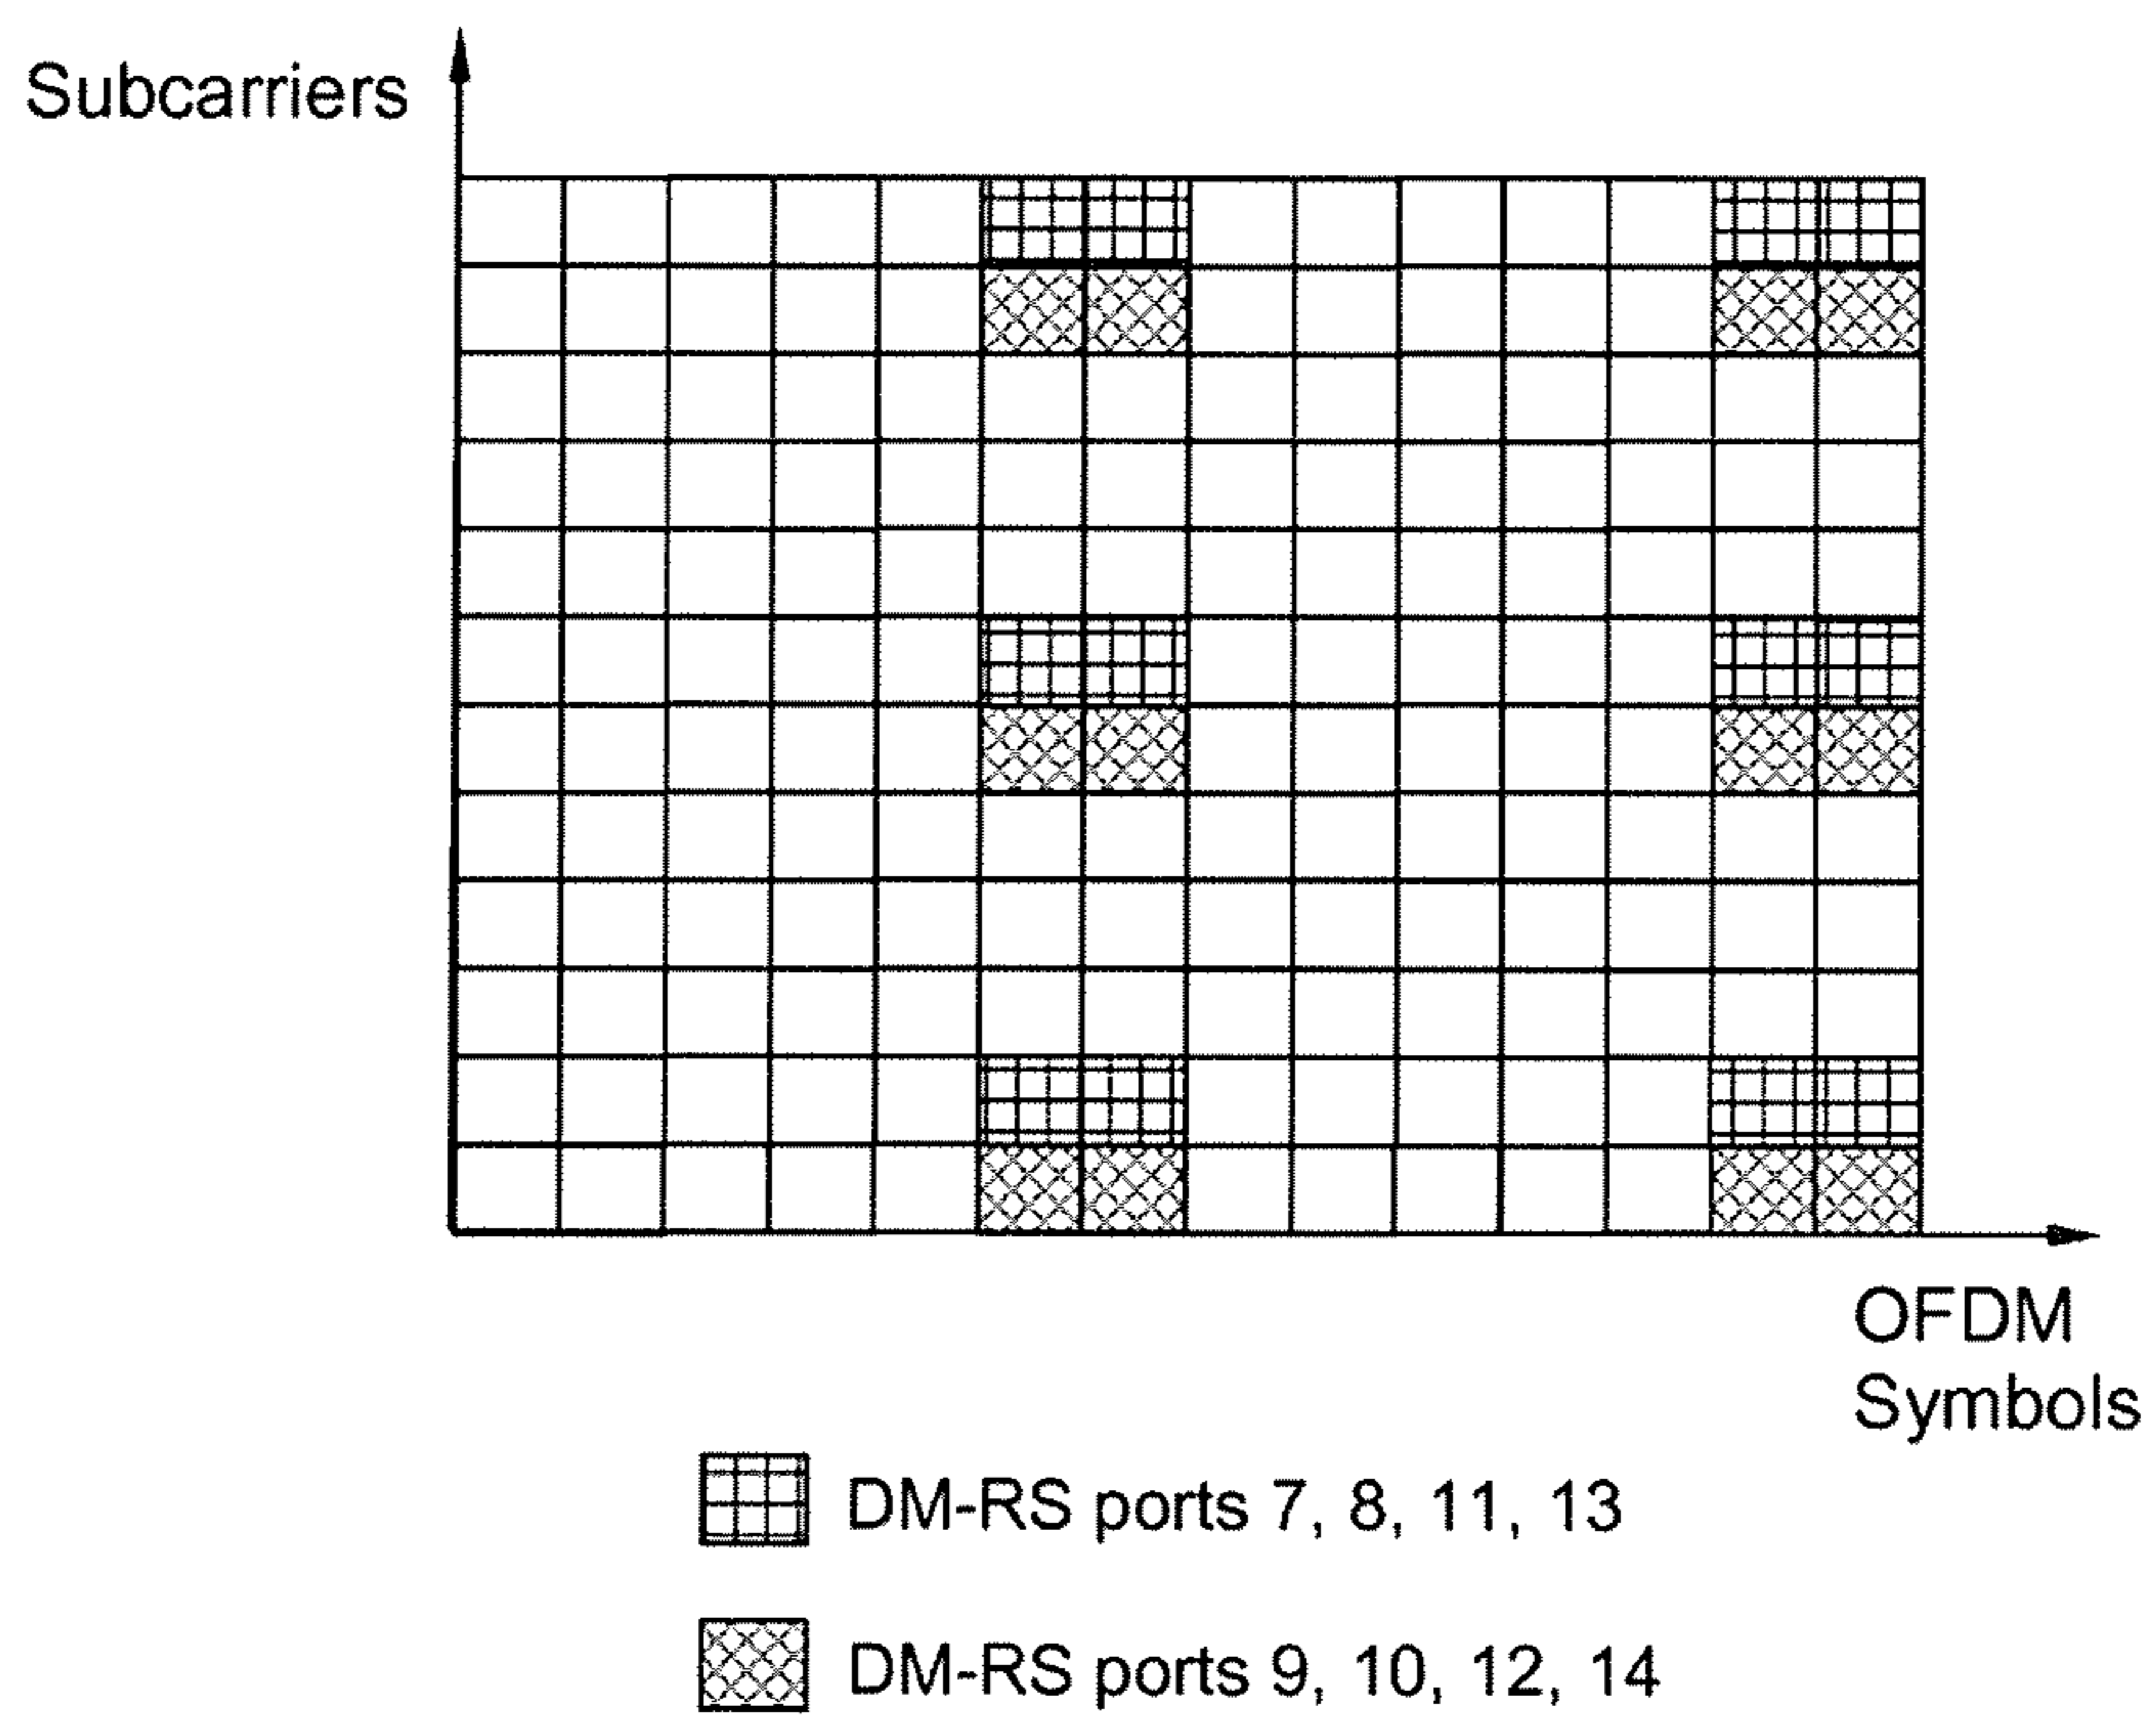 Subcarriers
OFDM
Symbols
DM-RS ports 7, 8, 11, 13
DM-RS ports 9, 10, 12, 14